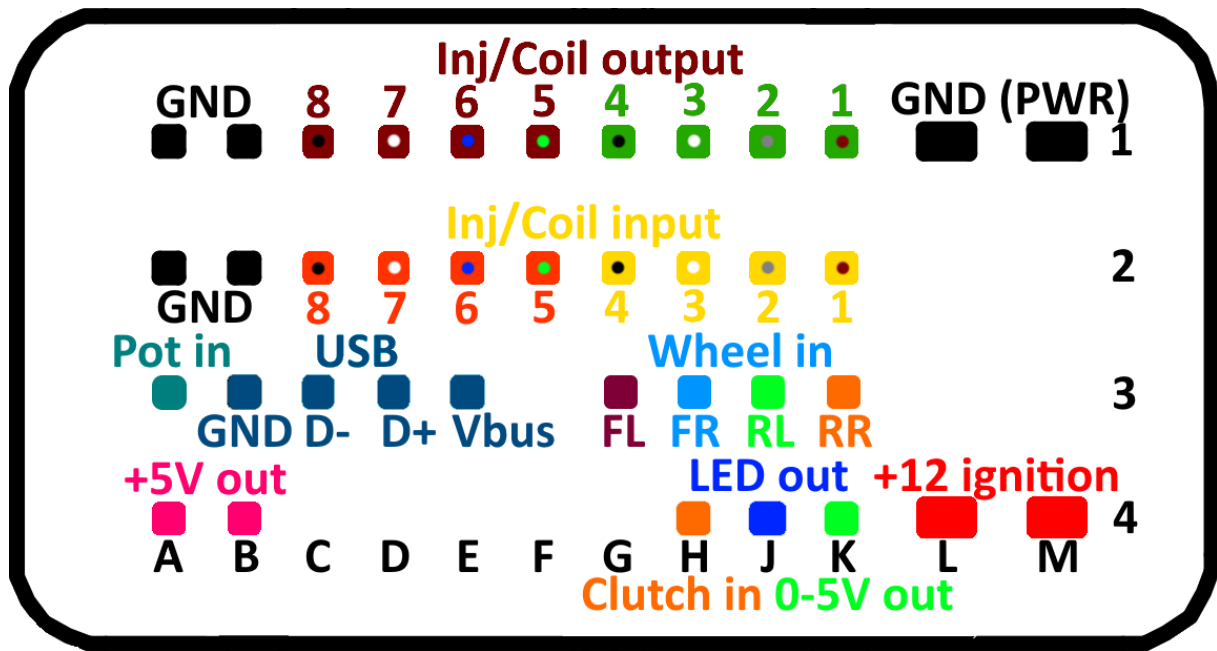 Inj/Coil output
GND 8 7 6 5 4 3 2 1 GND (PWR)
1
Inj/Coil input
2
GND 8 7 6 5 4 3 2 1
Pot in USB Wheel in
3
GND D- D+ Vbus FL FR RL RR
+5V out LED out +12 ignition
4
A B C D E F G H J K L M
Clutch in 0-5V out